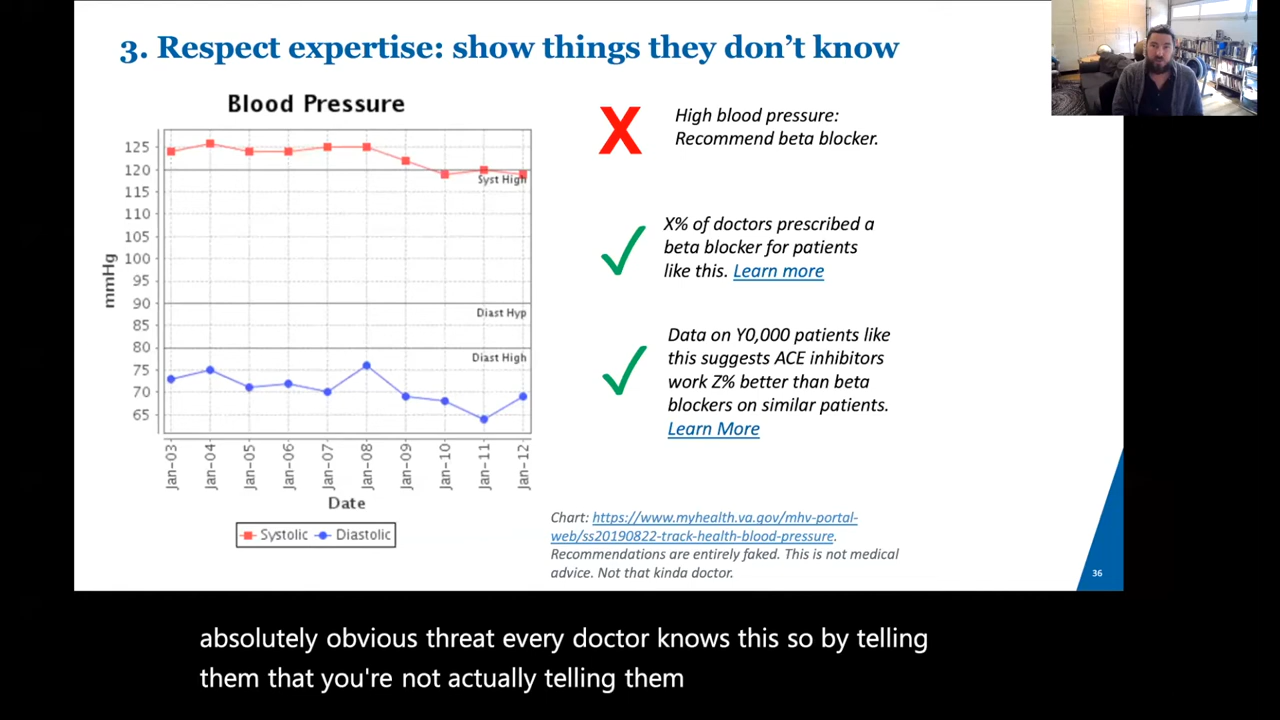 3. Respect expertise: show things they don't know
Blood Pressure
125
120
115
110
105
100
95
90
85
80
75
70
65
mmHg
Syst High
Diast Hyp
Diast High
Jan-03
Jan-04
Jan-05
Jan-06
Jan-07
Jan-08
Jan-09
Jan-10
Jan-11
Jan-12
Date
Systolic
Diastolic
X
High blood pressure:
Recommend beta blocker.
X% of doctors prescribed a
beta blocker for patients
like this. Learn more
Data on Y0,000 patients like
this suggests ACE inhibitors
work Z% better than beta
blockers on similar patients.
Learn More
Chart: https://www.myhealth.va.gov/mhv-portal-
web/ss20190822-track-health-blood-pressure.
Recommendations are entirely faked. This is not medical
advice. Not that kinda doctor.
36
absolutely obvious threat every doctor knows this so by telling
them that you're not actually telling them